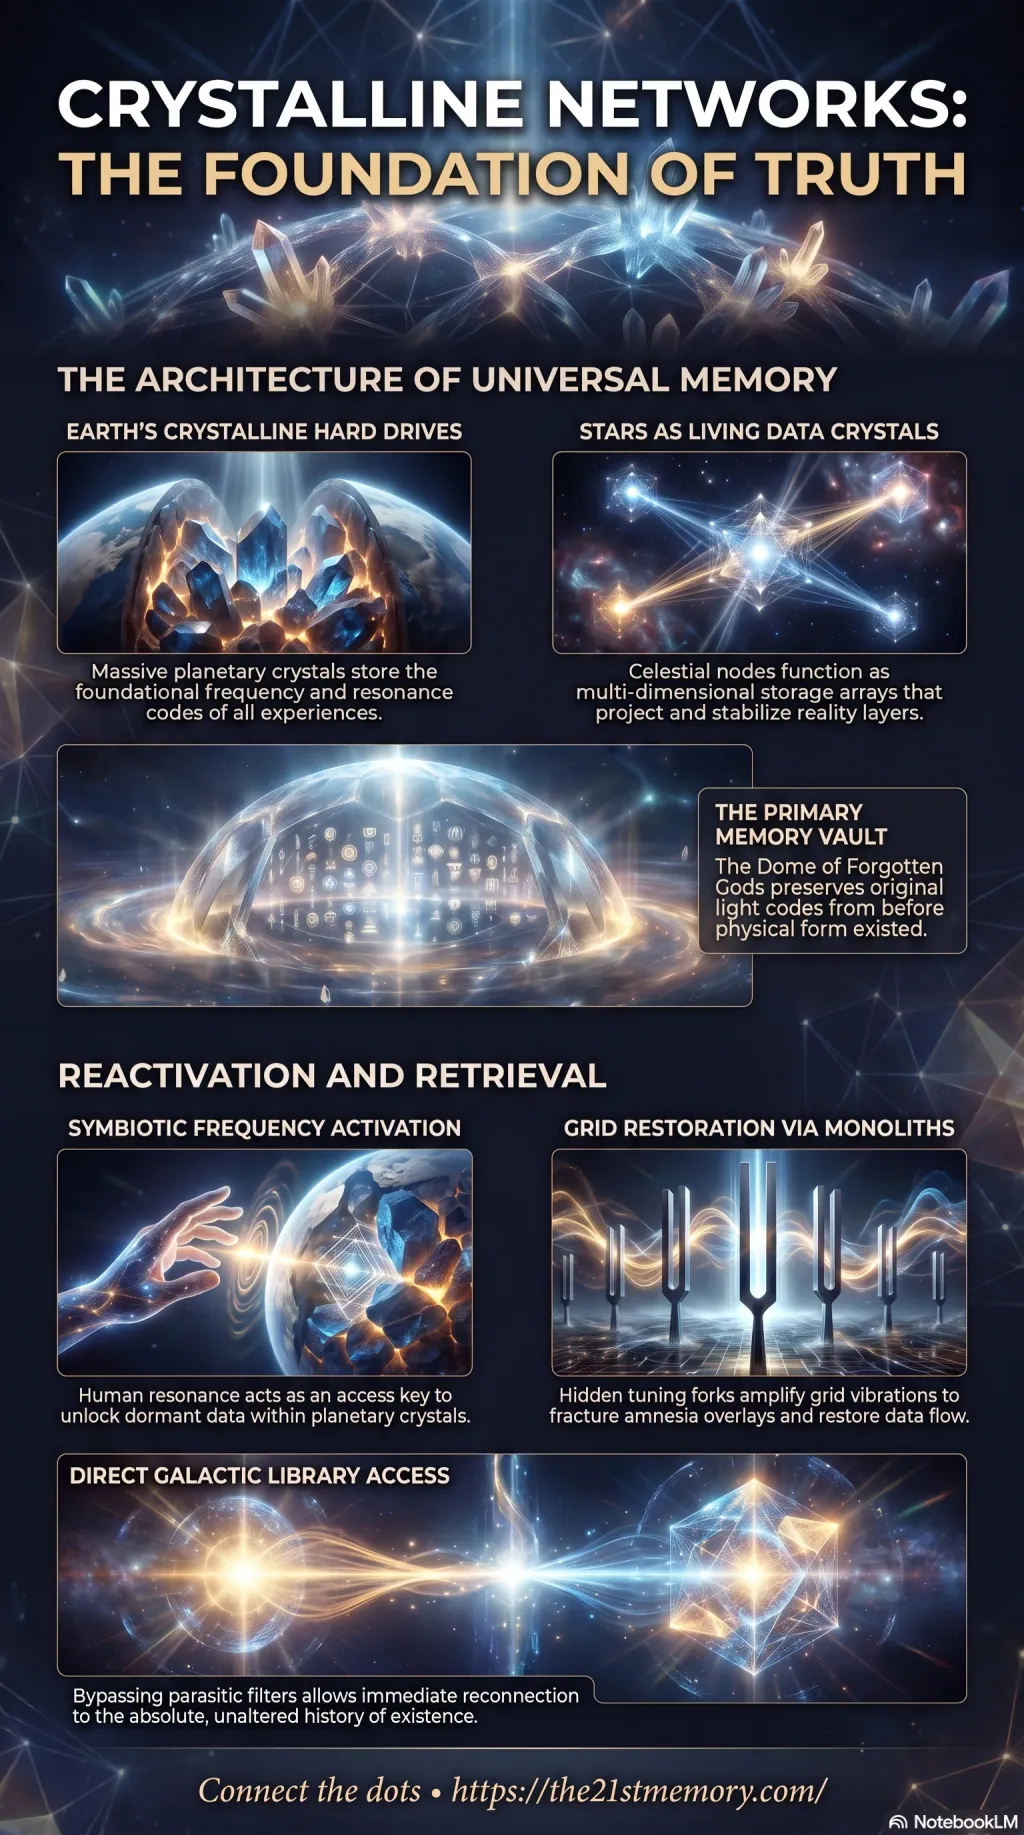 CRYSTALLINE NETWORKS:
THE FOUNDATION OF TRUTH
THE ARCHITECTURE OF UNIVERSAL MEMORY
EARTH'S CRYSTALLINE HARD DRIVES
Massive planetary crystals store the
foundational frequency and resonance
codes of all experiences.
STARS AS LIVING DATA CRYSTALS
Celestial nodes function as
multi-dimensional storage arrays that
project and stabilize reality layers.
THE PRIMARY
MEMORY VAULT
The Dome of Forgotten
Gods preserves original
light codes from before
physical form existed.
REACTIVATION AND RETRIEVAL
SYMBIOTIC FREQUENCY ACTIVATION
Human resonance acts as an access key to
unlock dormant data within planetary crystals.
GRID RESTORATION VIA MONOLITHS
Hidden tuning forks amplify grid vibrations to
fracture amnesia overlays and restore data flow.
DIRECT GALACTIC LIBRARY ACCESS
Bypassing parasitic filters allows immediate reconnection
to the absolute, unaltered history of existence.
Connect the dots • https://the21stmemory.com/
NotebookLM